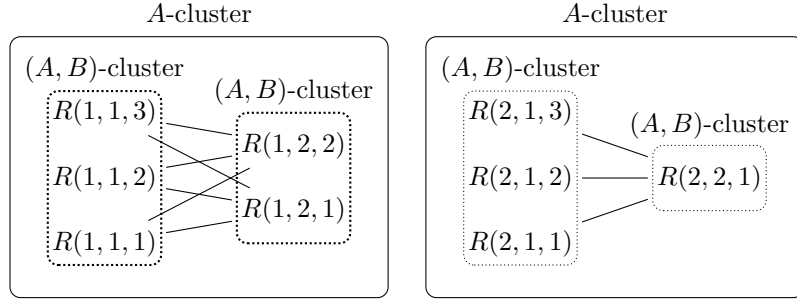 A-cluster
(A, B)-cluster
R(1, 1, 3)
R(1, 1, 2)
R(1, 1, 1)
(A, B)-cluster
R(1, 2, 2)
R(1, 2, 1)
A-cluster
(A, B)-cluster
R(2, 1, 3)
R(2, 1, 2)
R(2, 1, 1)
(A, B)-cluster
R(2, 2, 1)